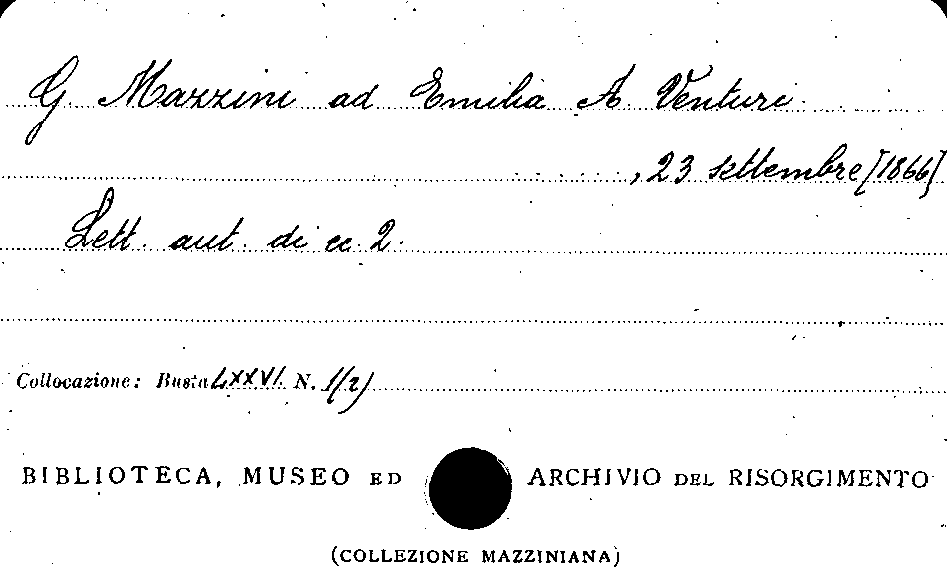 G. Mazzini ad Emilia A Venturi
, 23 settembre [1866]
Lett. aut. di cc. 2.
Collocazione: Busta LXXVI. N. 1(2)
BIBLIOTECA, MUSEO ED ARCHIVIO DEL RISORGIMENTO
(COLLEZIONE MAZZINIANA)